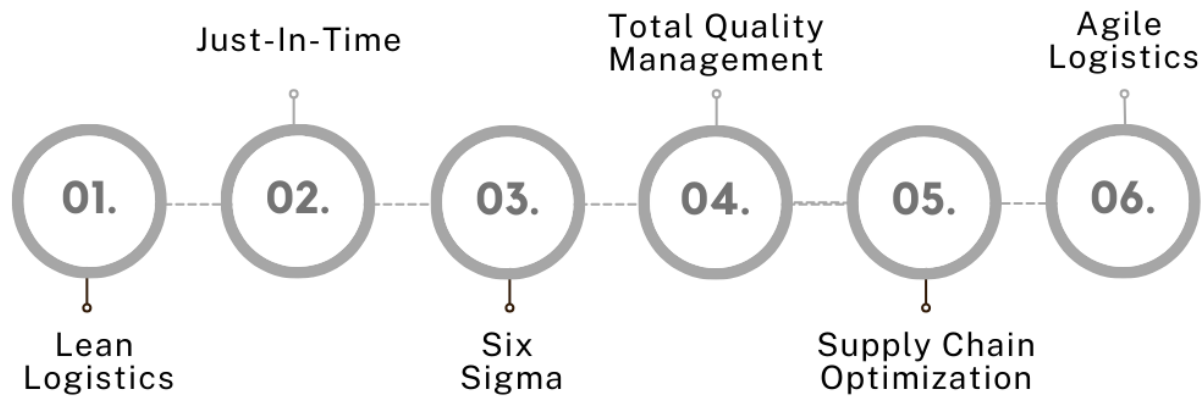 Just-In-Time
Total Quality
Management
Agile
Logistics
01.
02.
03.
04.
05.
06.
Lean
Logistics
Six
Sigma
Supply Chain
Optimization